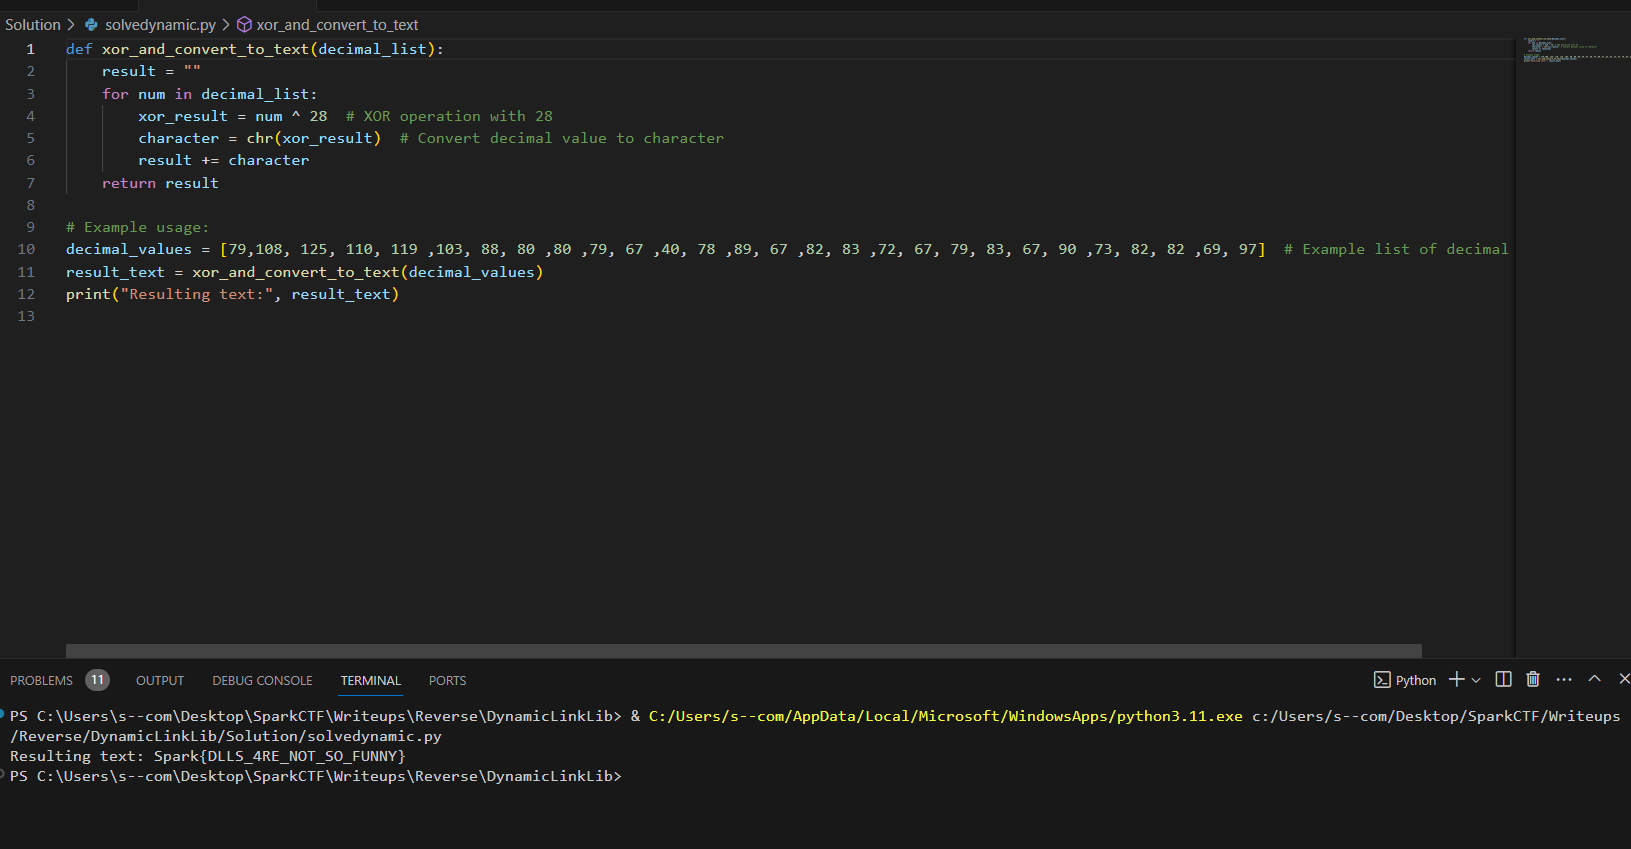 Solution > solvedynamic.py > xor_and_convert_to_text
1 def xor_and_convert_to_text(decimal_list):
2     result = ""
3     for num in decimal_list:
4         xor_result = num ^ 28  # XOR operation with 28
5         character = chr(xor_result)  # Convert decimal value to character
6         result += character
7     return result
8
9 # Example usage:
10 decimal_values = [79,108, 125, 110, 119 ,103, 88, 80 ,80 ,79, 67 ,40, 78 ,89, 67 ,82, 83 ,72, 67, 79, 83, 67, 90 ,73, 82, 82 ,69, 97]  # Example list of decimal
11 result_text = xor_and_convert_to_text(decimal_values)
12 print("Resulting text:", result_text)
13
PROBLEMS 11 OUTPUT DEBUG CONSOLE TERMINAL PORTS Python
PS C:\Users\s--com\Desktop\SparkCTF\Writeups\Reverse\DynamicLinkLib> & C:/Users/s--com/AppData/Local/Microsoft/WindowsApps/python3.11.exe c:/Users/s--com/Desktop/SparkCTF/Writeups
/Reverse/DynamicLinkLib/Solution/solvedynamic.py
Resulting text: Spark{DLLS_4RE_NOT_SO_FUNNY}
PS C:\Users\s--com\Desktop\SparkCTF\Writeups\Reverse\DynamicLinkLib>